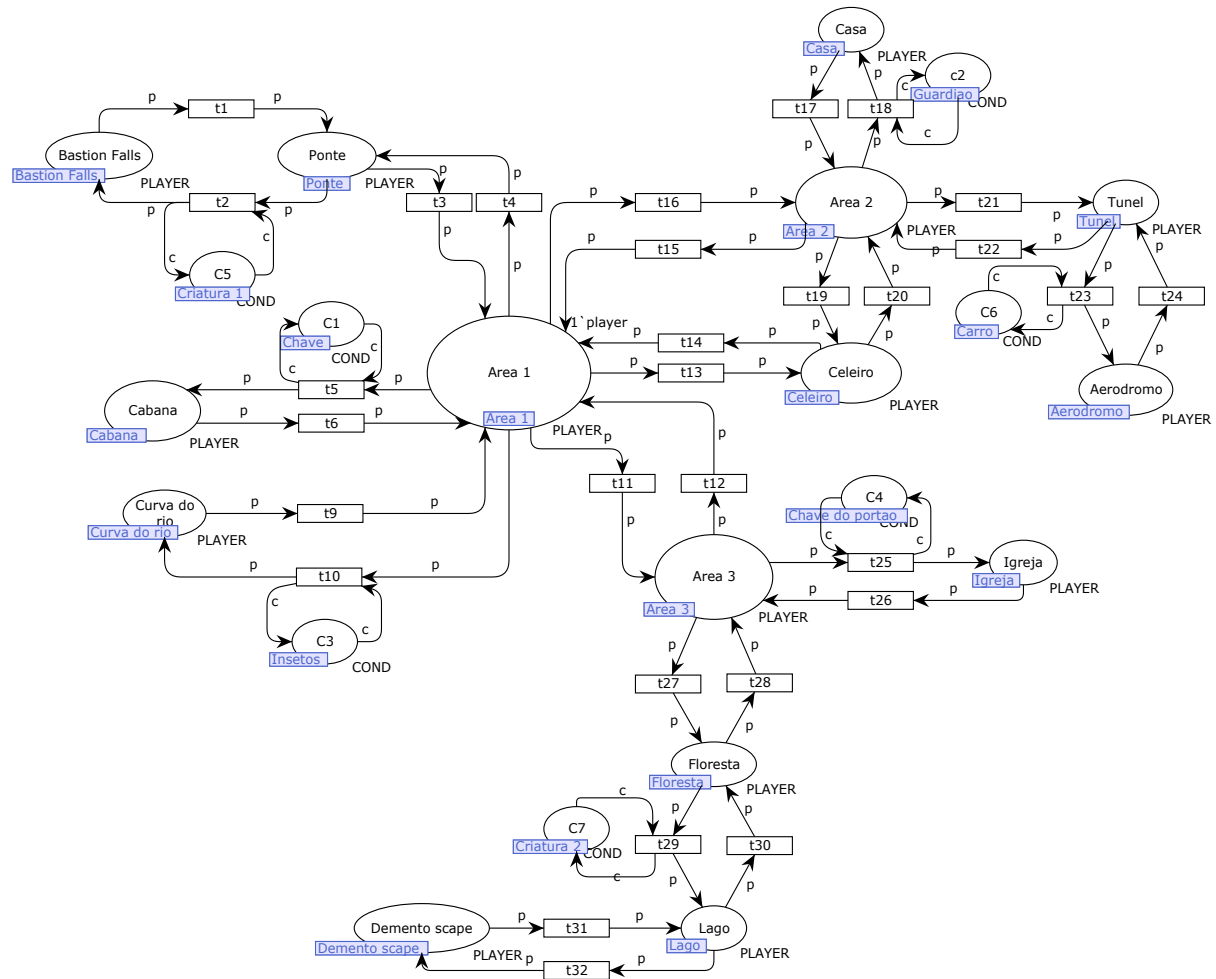 Casa
Casa
PLAYER
p
p
c2
Guardiao
COND
c
t17
t18
c
p
p
p
t1
p
Bastion Falls
Bastion Falls
Ponte
Ponte
PLAYER
PLAYER
t2
p
p
c
c
C5
Criatura 1
COND
p
t3
t4
p
p
p
t16
p
p
t15
p
Area 2
Area 2
PLAYER
p
t21
p
p
t22
p
Tunel
Tunel
PLAYER
p
p
p
p
t19
t20
p
p
c
t23
t24
C6
Carro
COND
c
p
p
Aerodromo
Aerodromo
PLAYER
1`player
C1
Chave
COND
c
c
p
t5
p
Area 1
Area 1
PLAYER
p
t14
p
p
t13
p
Celeiro
Celeiro
PLAYER
Cabana
Cabana
PLAYER
p
t6
p
p
t11
p
p
t12
p
Curva do
rio
Curva do rio
PLAYER
p
t9
p
p
t10
p
c
c
C3
Insetos
COND
C4
Chave do portao
COND
c
c
Area 3
Area 3
PLAYER
p
t25
p
p
t26
p
Igreja
Igreja
PLAYER
p
p
t27
t28
p
p
Floresta
Floresta
PLAYER
c
p
p
C7
Criatura 2
COND
t29
t30
c
p
p
Demento scape
Demento scape
PLAYER
p
t31
p
Lago
Lago
PLAYER
p
t32
p